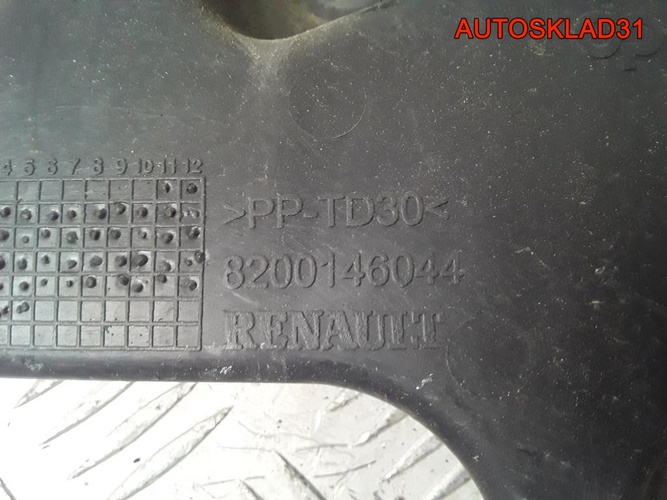 AUTOSKLAD31
4 5 6 7 8 9 10 11 12
>PP-TD30<
8200146044
RENAULT